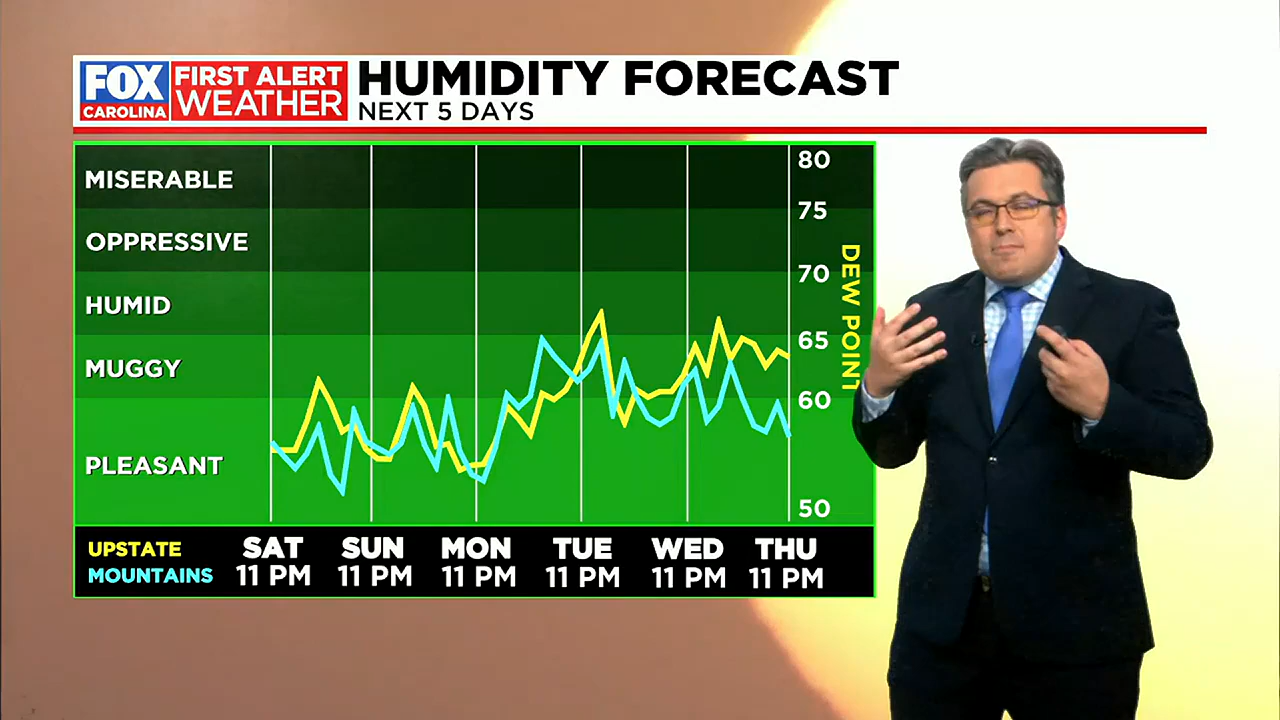 FOX
CAROLINA
FIRST ALERT
WEATHER
HUMIDITY FORECAST
NEXT 5 DAYS
MISERABLE
OPPRESSIVE
HUMID
MUGGY
PLEASANT
80
75
70
65
60
50
DEW POINT
UPSTATE
MOUNTAINS
SAT SUN MON TUE WED THU
11 PM 11 PM 11 PM 11 PM 11 PM 11 PM